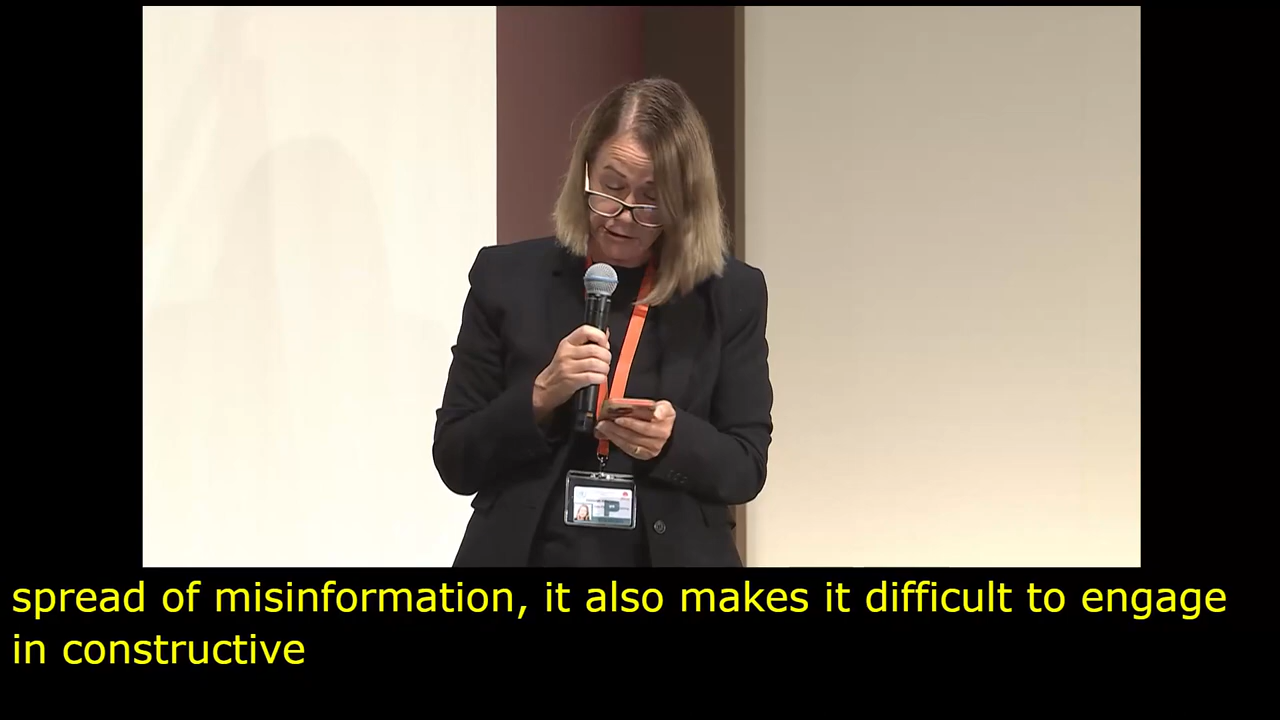 P
spread of misinformation, it also makes it difficult to engage
in constructive